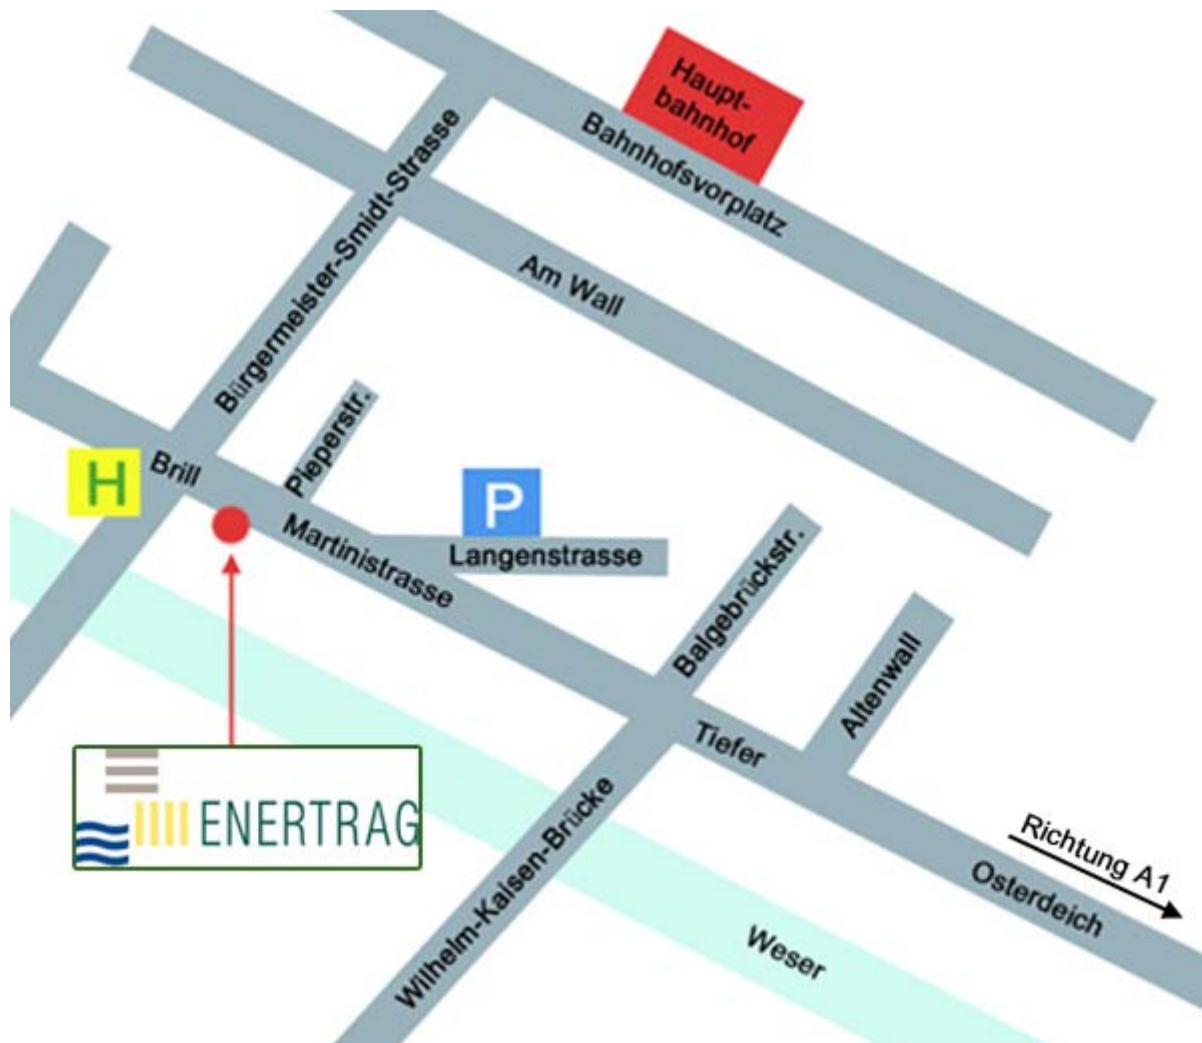 Haupt-
bahnhof
Bahnhofsvorplatz
Bürgermeister-Smidt-Strasse
Am Wall
Pieperstr.
Brill
H
P
Martinistrasse
Langenstrasse
Balgebrückstr.
Altenwall
Tiefer
ENERTRAG
Wilhelm-Kaisen-Brücke
Richtung A1
Osterdeich
Weser